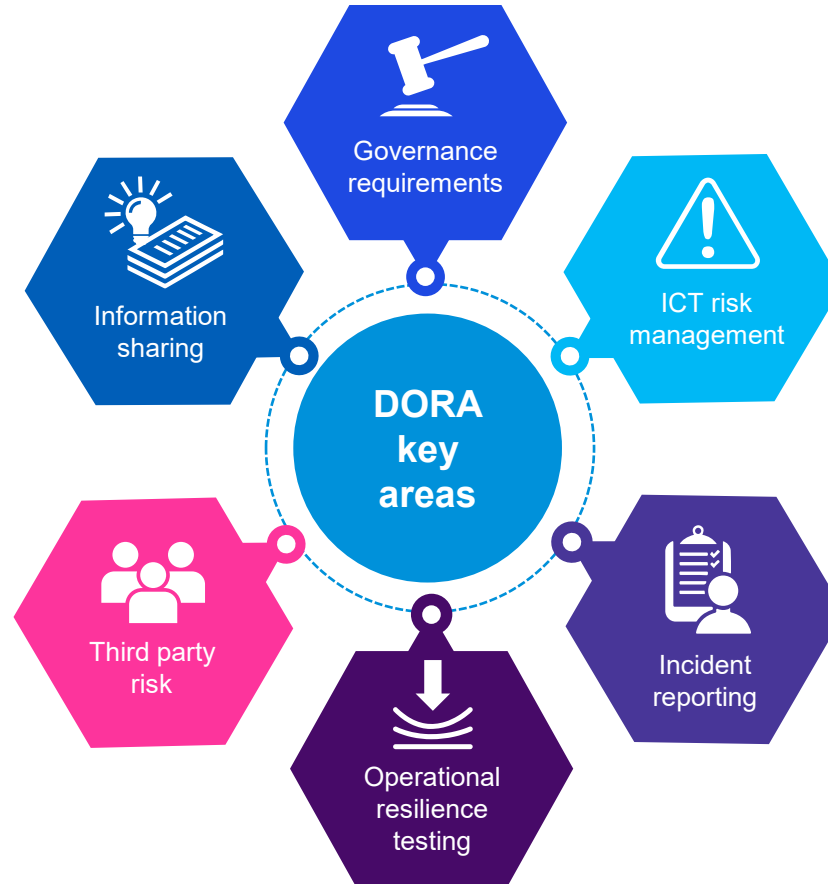 Governance
requirements
Information
sharing
ICT risk
management
DORA
key
areas
Third party
risk
Incident
reporting
Operational
resilience
testing